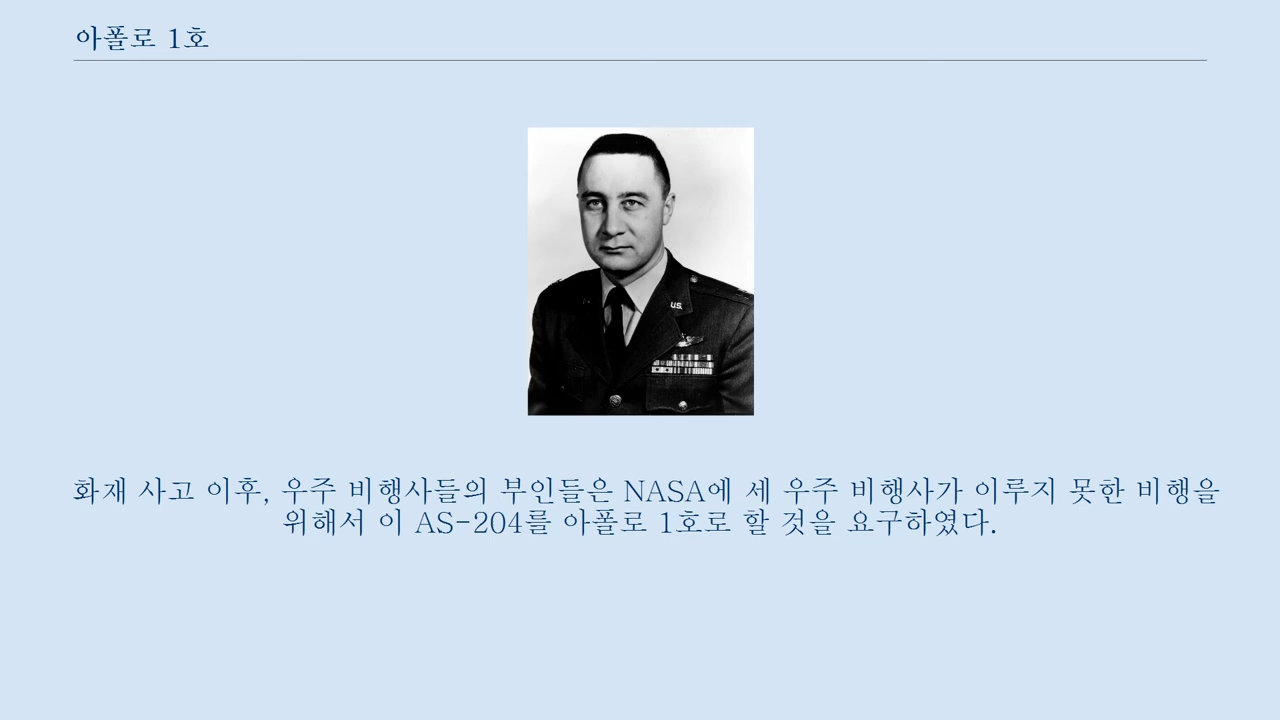 아폴로 1호
U.S.
화재 사고 이후, 우주 비행사들의 부인들은 NASA에 세 우주 비행사가 이루지 못한 비행을
위해서 이 AS-204를 아폴로 1호로 할 것을 요구하였다.